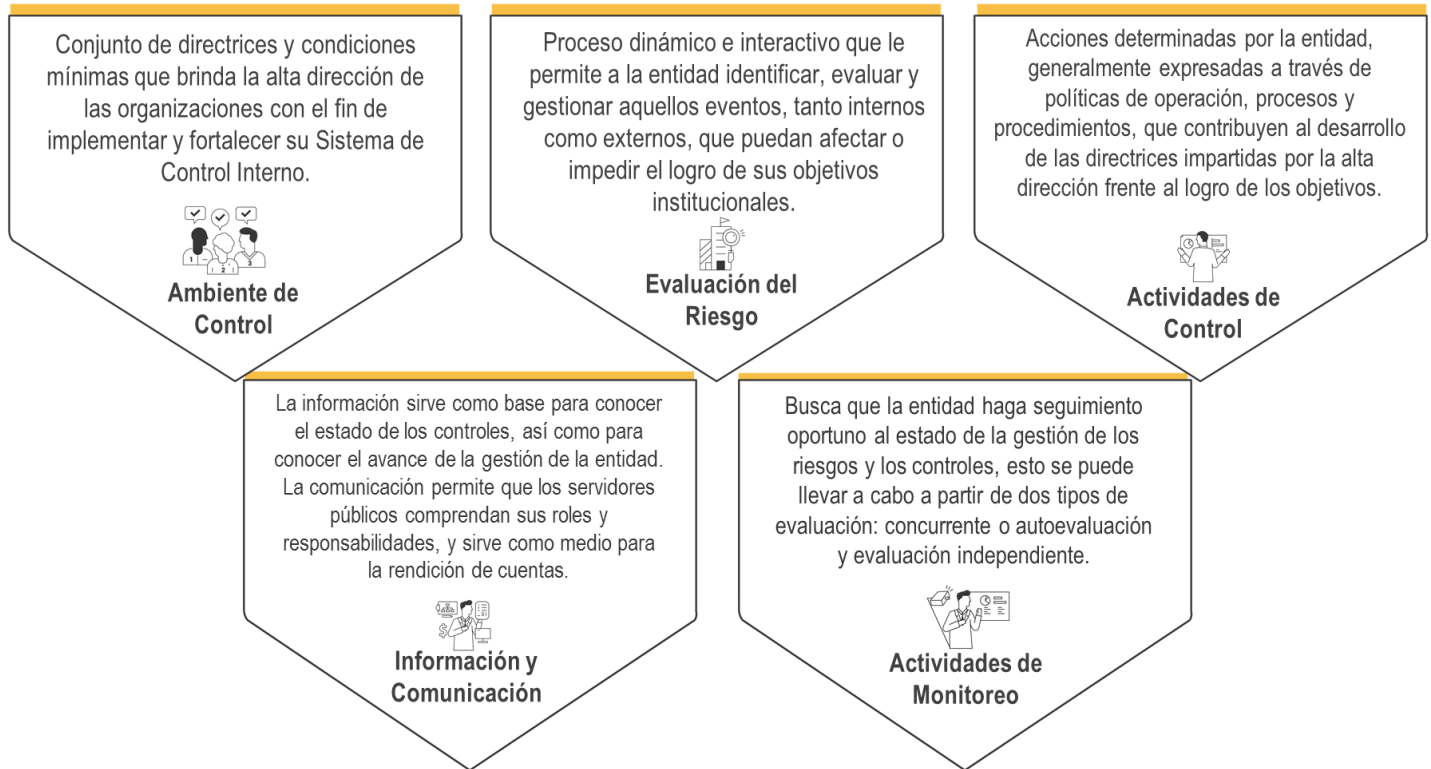 Conjunto de directrices y condiciones
mínimas que brinda la alta dirección de
las organizaciones con el fin de
implementar y fortalecer su Sistema de
Control Interno.
1
2
3
Ambiente de
Control
Proceso dinámico e interactivo que le
permite a la entidad identificar, evaluar y
gestionar aquellos eventos, tanto internos
como externos, que puedan afectar o
impedir el logro de sus objetivos
institucionales.
Evaluación del
Riesgo
Acciones determinadas por la entidad,
generalmente expresadas a través de
políticas de operación, procesos y
procedimientos, que contribuyen al desarrollo
de las directrices impartidas por la alta
dirección frente al logro de los objetivos.
Actividades de
Control
La información sirve como base para conocer
el estado de los controles, así como para
conocer el avance de la gestión de la entidad.
La comunicación permite que los servidores
públicos comprendan sus roles y
responsabilidades, y sirve como medio para
la rendición de cuentas.
$
Información y
Comunicación
Busca que la entidad haga seguimiento
oportuno al estado de la gestión de los
riesgos y los controles, esto se puede
llevar a cabo a partir de dos tipos de
evaluación: concurrente o autoevaluación
y evaluación independiente.
Actividades de
Monitoreo